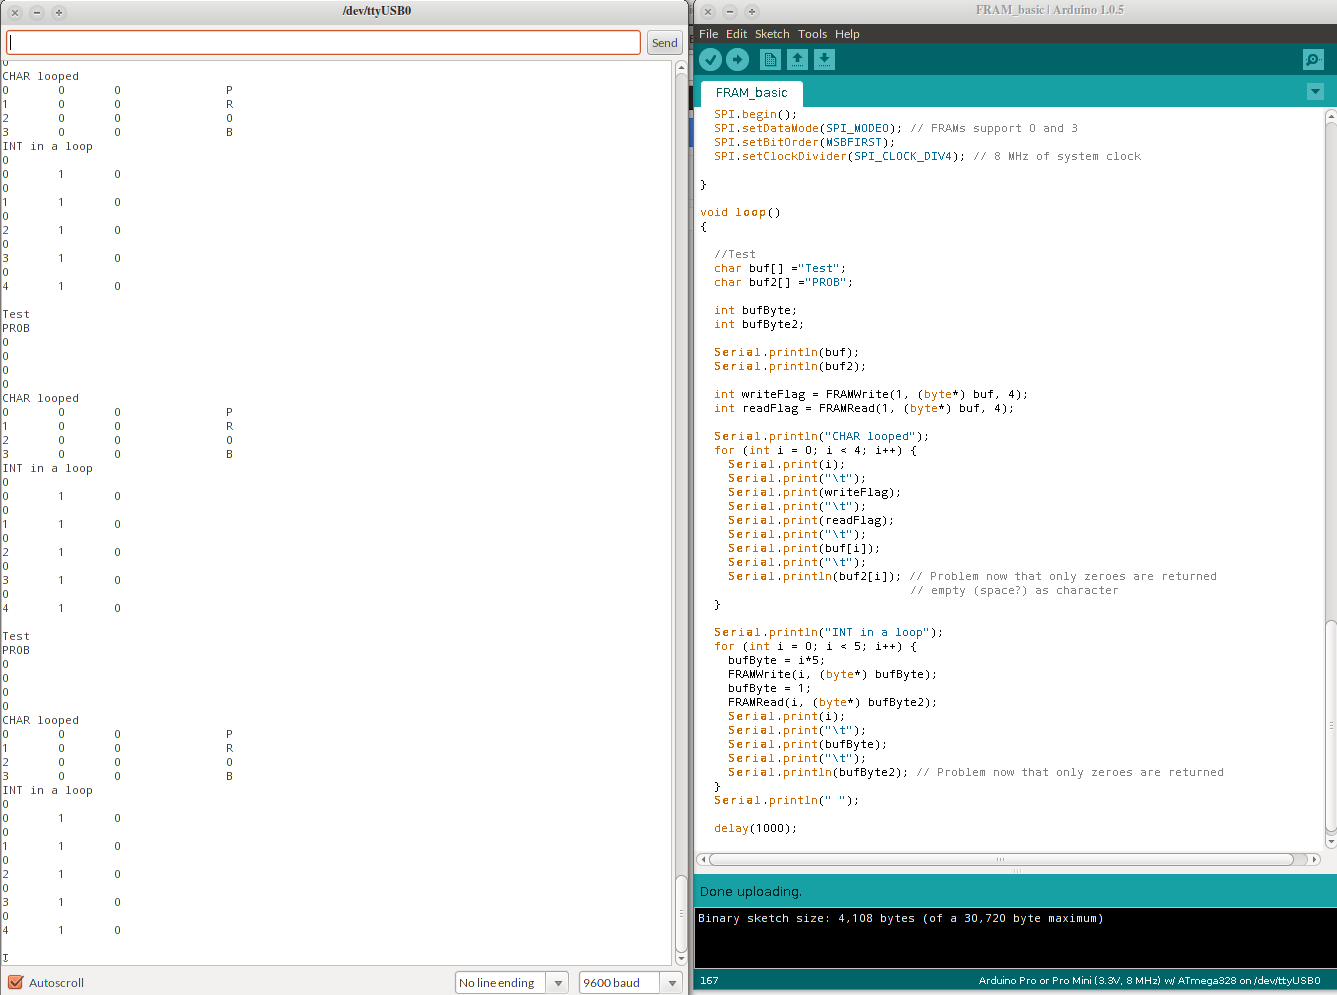 /dev/ttyUSB0
Send
0
CHAR looped
0 0 0 P
1 0 0 R
2 0 0 O
3 0 0 B
INT in a loop
0
0 1 0
0
1 1 0
0
2 1 0
0
3 1 0
0
4 1 0
Test
PROB
0
0
0
0
CHAR looped
0 0 0 P
1 0 0 R
2 0 0 O
3 0 0 B
INT in a loop
0
0 1 0
0
1 1 0
0
2 1 0
0
3 1 0
0
4 1 0
Test
PROB
0
0
0
0
CHAR looped
0 0 0 P
1 0 0 R
2 0 0 O
3 0 0 B
INT in a loop
0
0 1 0
0
1 1 0
0
2 1 0
0
3 1 0
0
4 1 0
Autoscroll
No line ending
9600 baud
FRAM_basic | Arduino 1.0.5
File Edit Sketch Tools Help
FRAM_basic
SPI.begin();
SPI.setDataMode(SPI_MODE0); // FRAMs support 0 and 3
SPI.setBitOrder(MSBFIRST);
SPI.setClockDivider(SPI_CLOCK_DIV4); // 8 MHz of system clock
}
void loop()
{
//Test
char buf[] ="Test";
char buf2[] ="PROB";
int bufByte;
int bufByte2;
Serial.println(buf);
Serial.println(buf2);
int writeFlag = FRAMWrite(1, (byte*) buf, 4);
int readFlag = FRAMRead(1, (byte*) buf, 4);
Serial.println("CHAR looped");
for (int i = 0; i < 4; i++) {
Serial.print(i);
Serial.print("\t");
Serial.print(writeFlag);
Serial.print("\t");
Serial.print(readFlag);
Serial.print("\t");
Serial.print(buf[i]);
Serial.print("\t");
Serial.println(buf2[i]); // Problem now that only zeroes are returned
// empty (space?) as character
}
Serial.println("INT in a loop");
for (int i = 0; i < 5; i++) {
bufByte = i*5;
FRAMWrite(i, (byte*) bufByte);
bufByte = 1;
FRAMRead(i, (byte*) bufByte2);
Serial.print(i);
Serial.print("\t");
Serial.print(bufByte);
Serial.print("\t");
Serial.println(bufByte2); // Problem now that only zeroes are returned
}
Serial.println(" ");
delay(1000);
Done uploading.
Binary sketch size: 4,108 bytes (of a 30,720 byte maximum)
167
Arduino Pro or Pro Mini (3.3V, 8 MHz) w/ ATmega328 on /dev/ttyUSB0